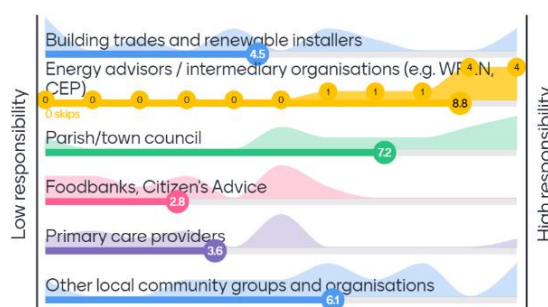 Building trades and renewable installers
4.5
Energy advisors / intermediary organisations (e.g.
CEP)
4
4
0
0
0
0
0
0
1
1
1
8.8
0 skips
Parish/town council
7.2
Foodbanks, Citizen's Advice
2.8
Primary care providers
3.6
Other local community groups and organisations
6.1
Low responsibility
High responsibility